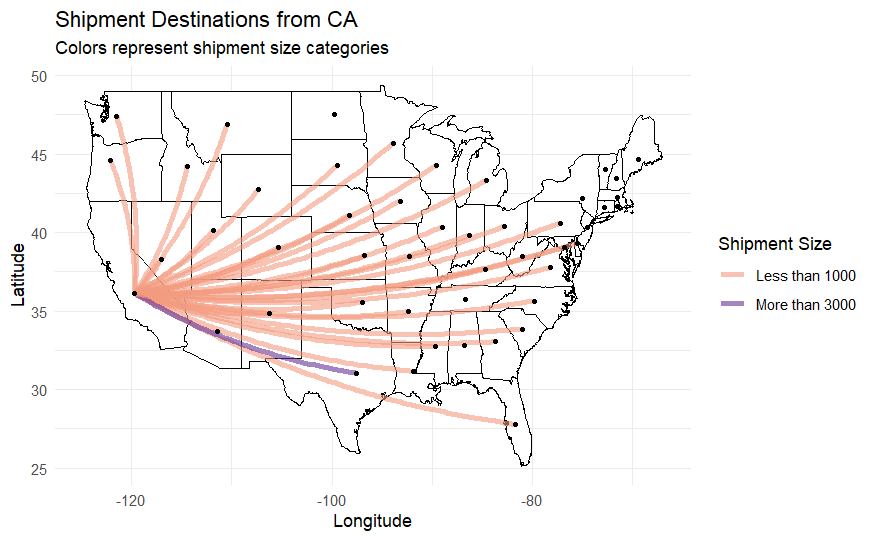 Shipment Destinations from CA
Colors represent shipment size categories
50
45
40
35
30
25
Latitude
-120
-100
-80
Longitude
Shipment Size
Less than 1000
More than 3000